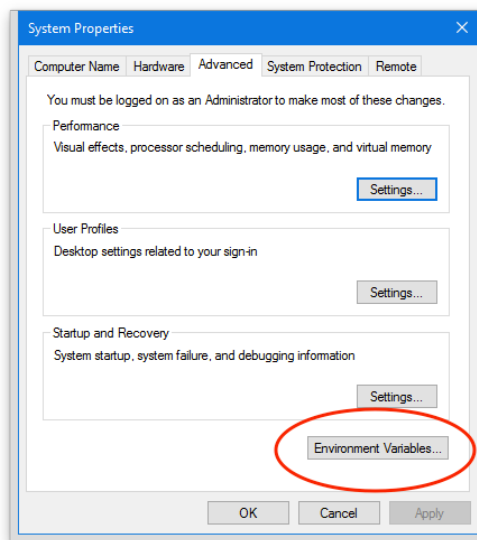 System Properties
Computer Name Hardware Advanced System Protection Remote
You must be logged on as an Administrator to make most of these changes.
Performance
Visual effects, processor scheduling, memory usage, and virtual memory
Settings...
User Profiles
Desktop settings related to your sign-in
Settings...
Startup and Recovery
System startup, system failure, and debugging information
Settings...
Environment Variables...
OK Cancel Apply